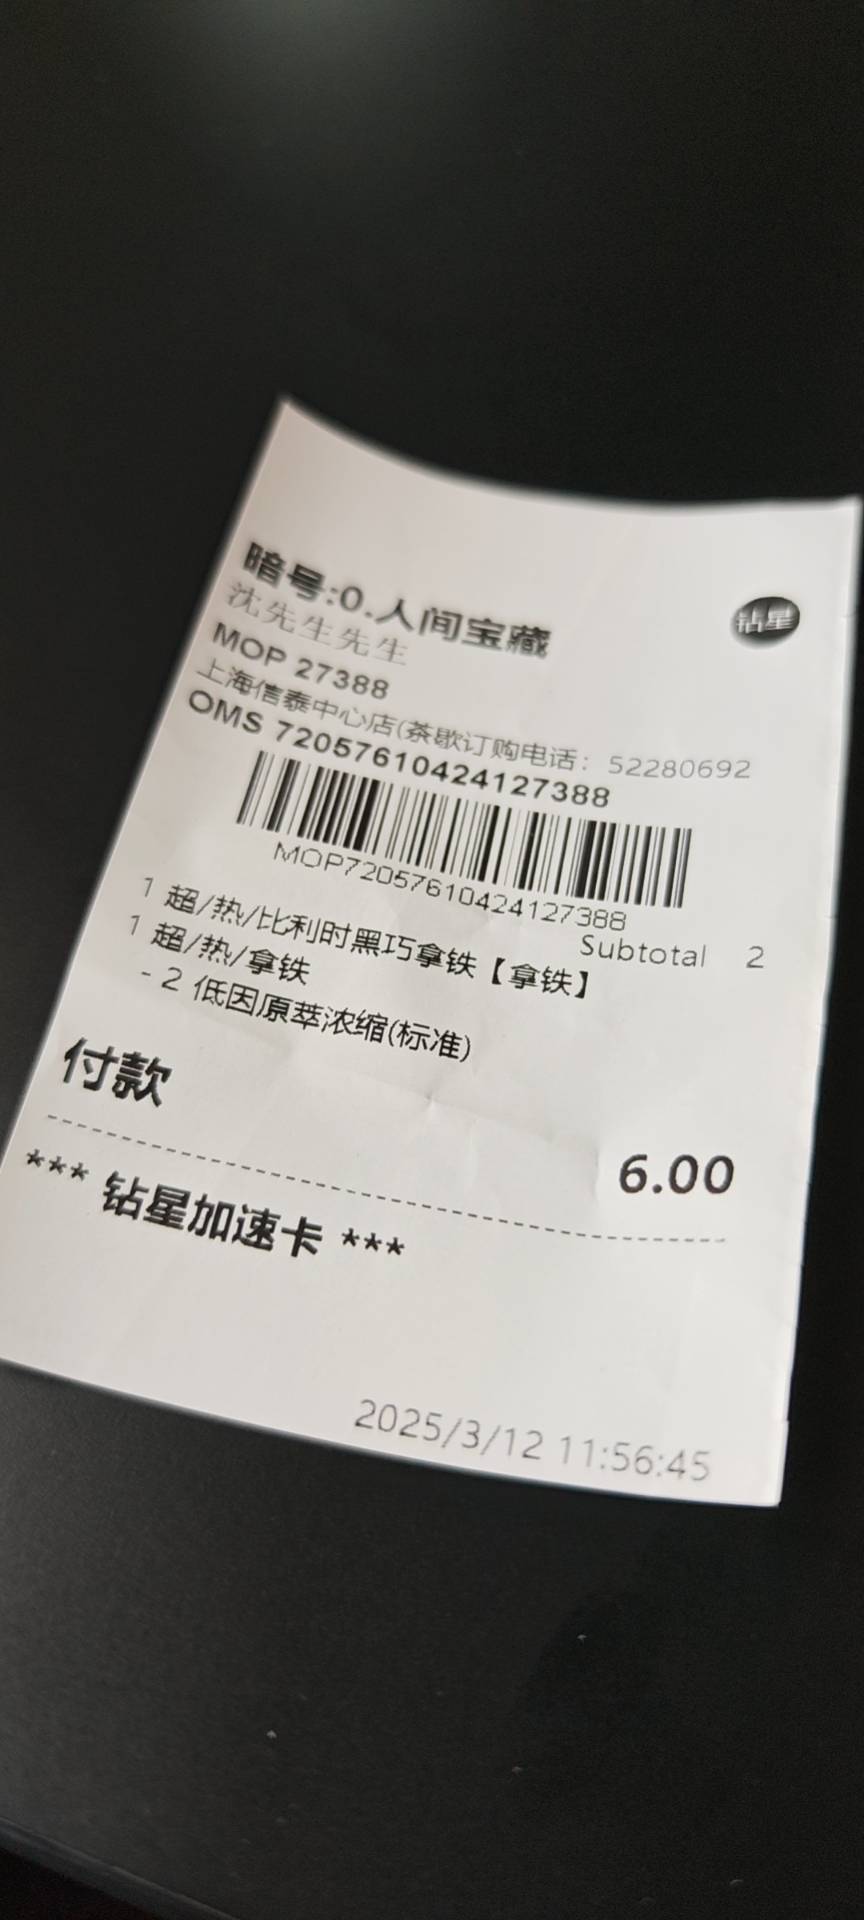 暗号:0.人间宝藏
钻星
沈先生先生
MOP 27388
上海信泰中心店(茶歇订购电话：52280692
OMS 72057610424127388
MOP72057610424127388
Subtotal 2
1 超/热/比利时黑巧拿铁【拿铁】
1 超/热/拿铁
- 2 低因原萃浓缩(标准)
付款
6.00
*** 钻星加速卡 ***
2025/3/12 11:56:45